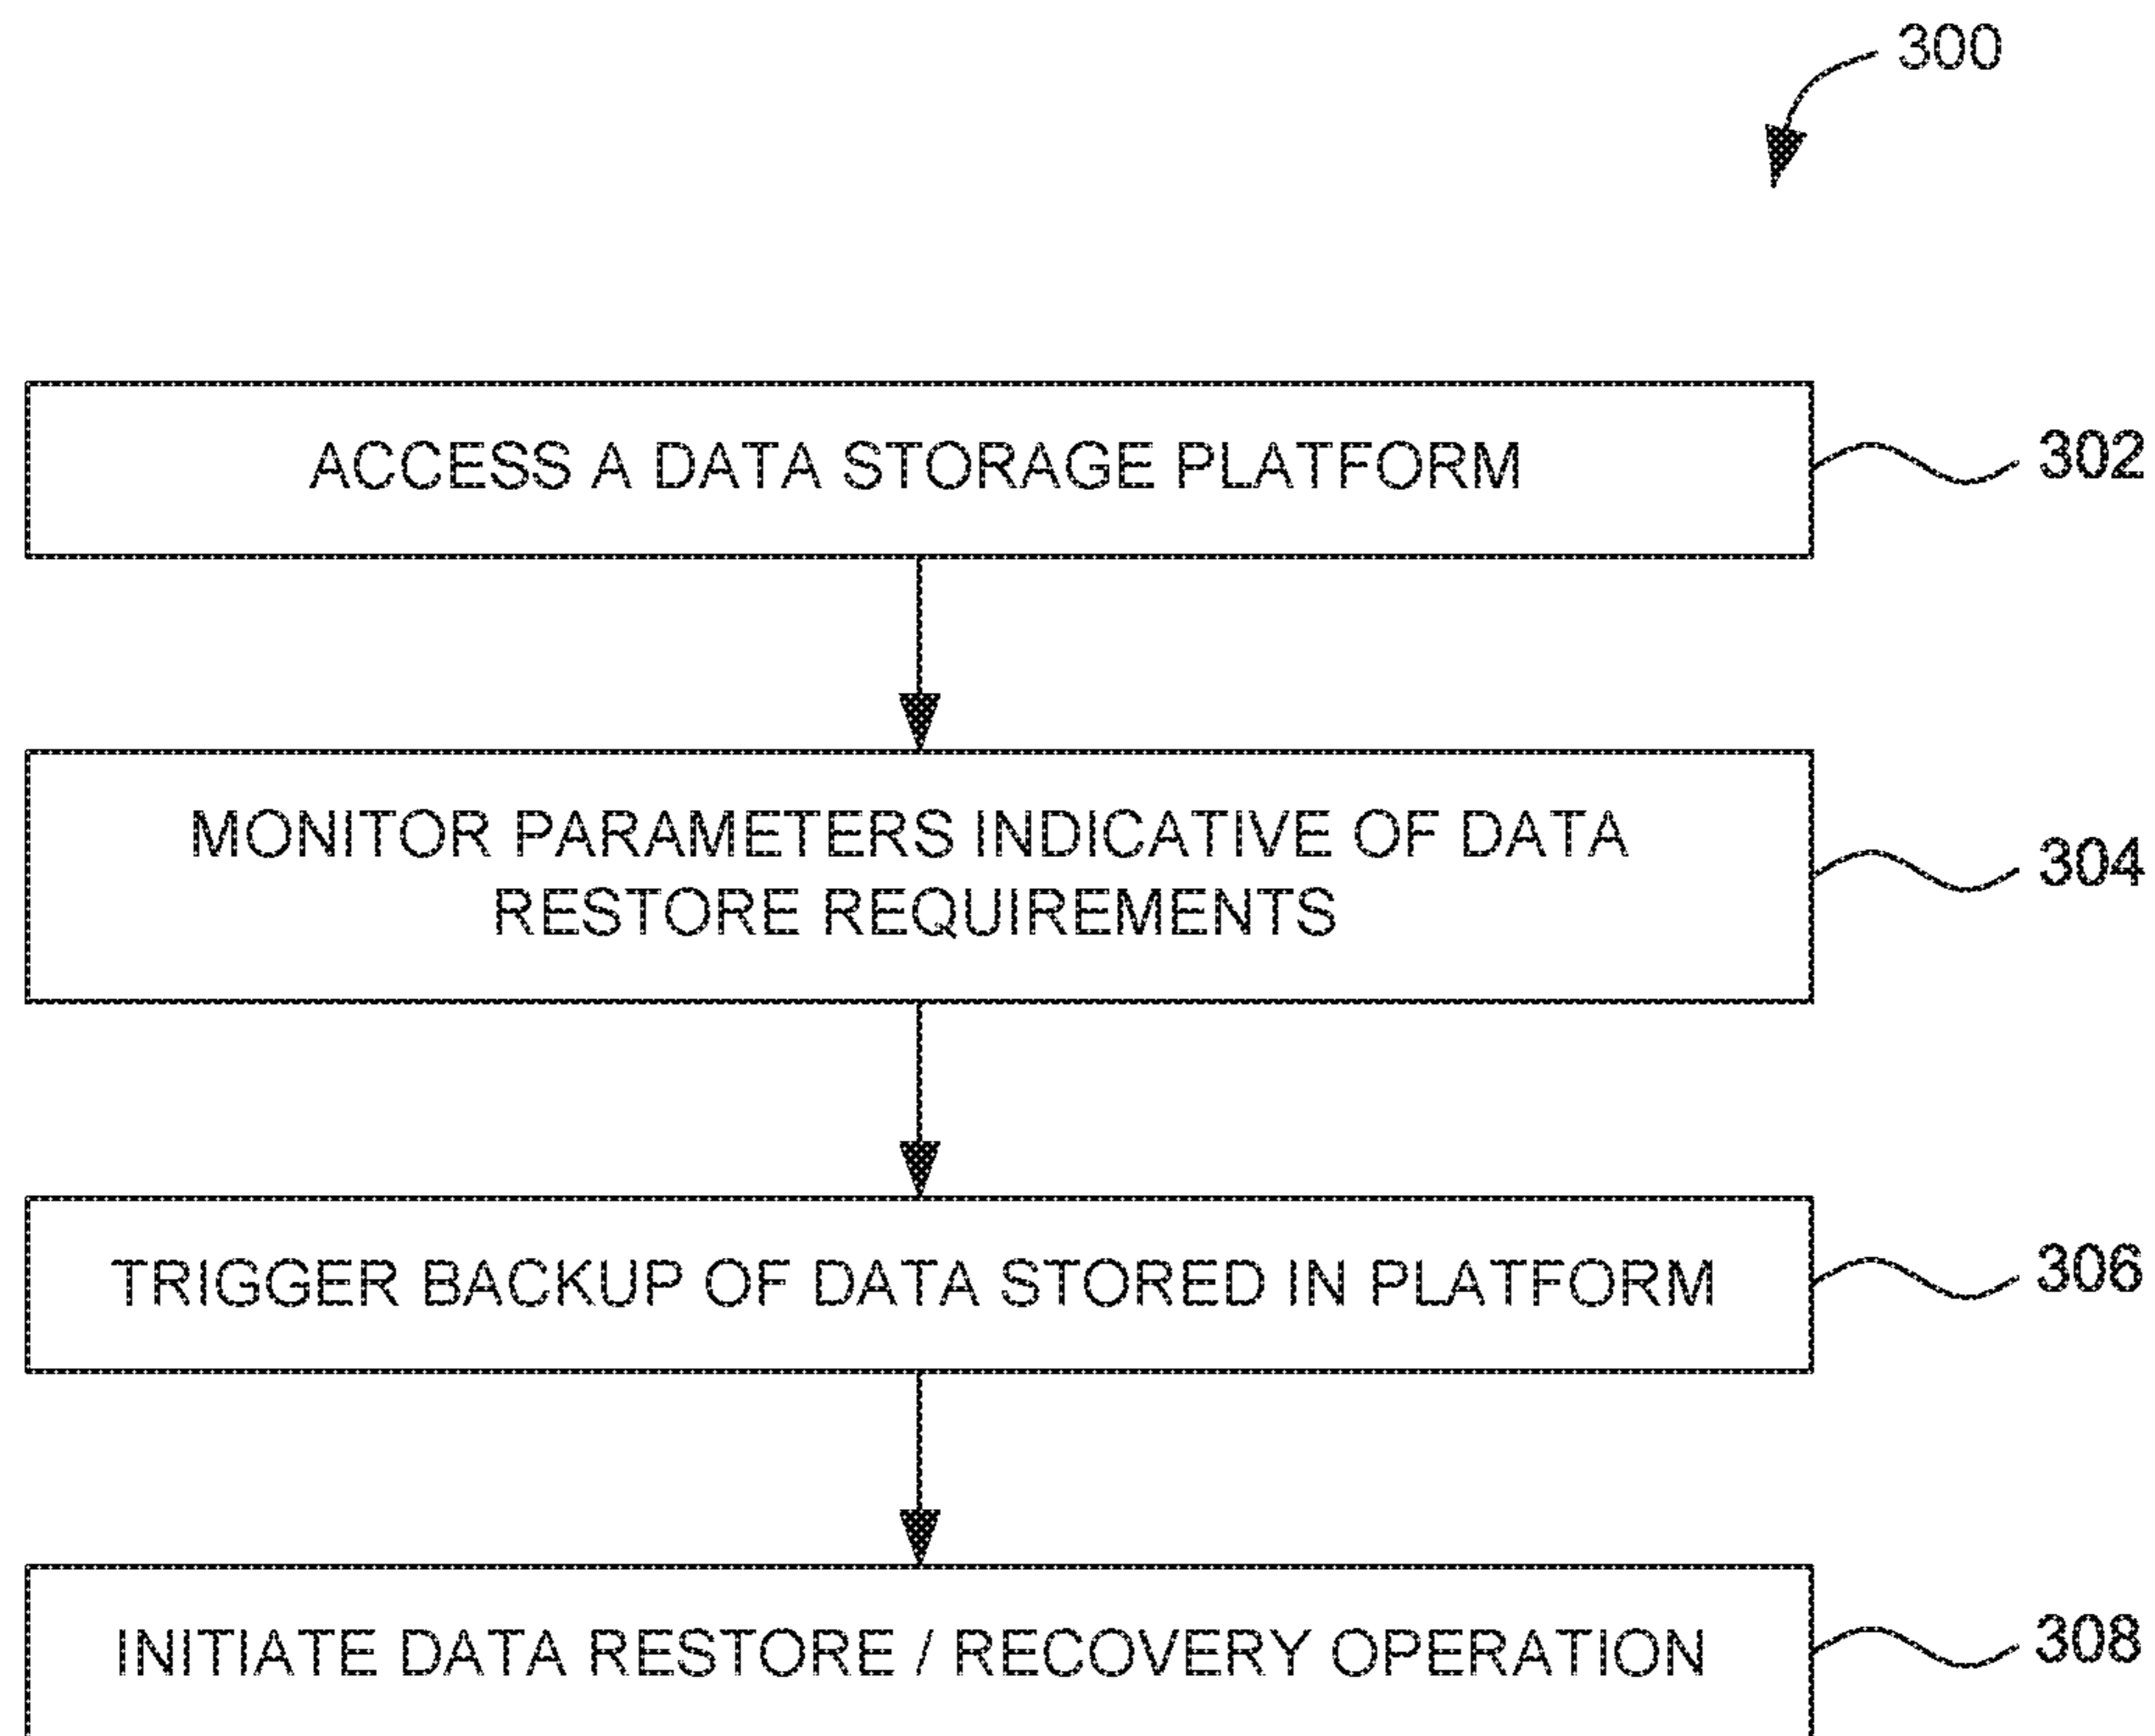 300
ACCESS A DATA STORAGE PLATFORM
302
MONITOR PARAMETERS INDICATIVE OF DATA
RESTORE REQUIREMENTS
304
TRIGGER BACKUP OF DATA STORED IN PLATFORM
306
INITIATE DATA RESTORE / RECOVERY OPERATION
308